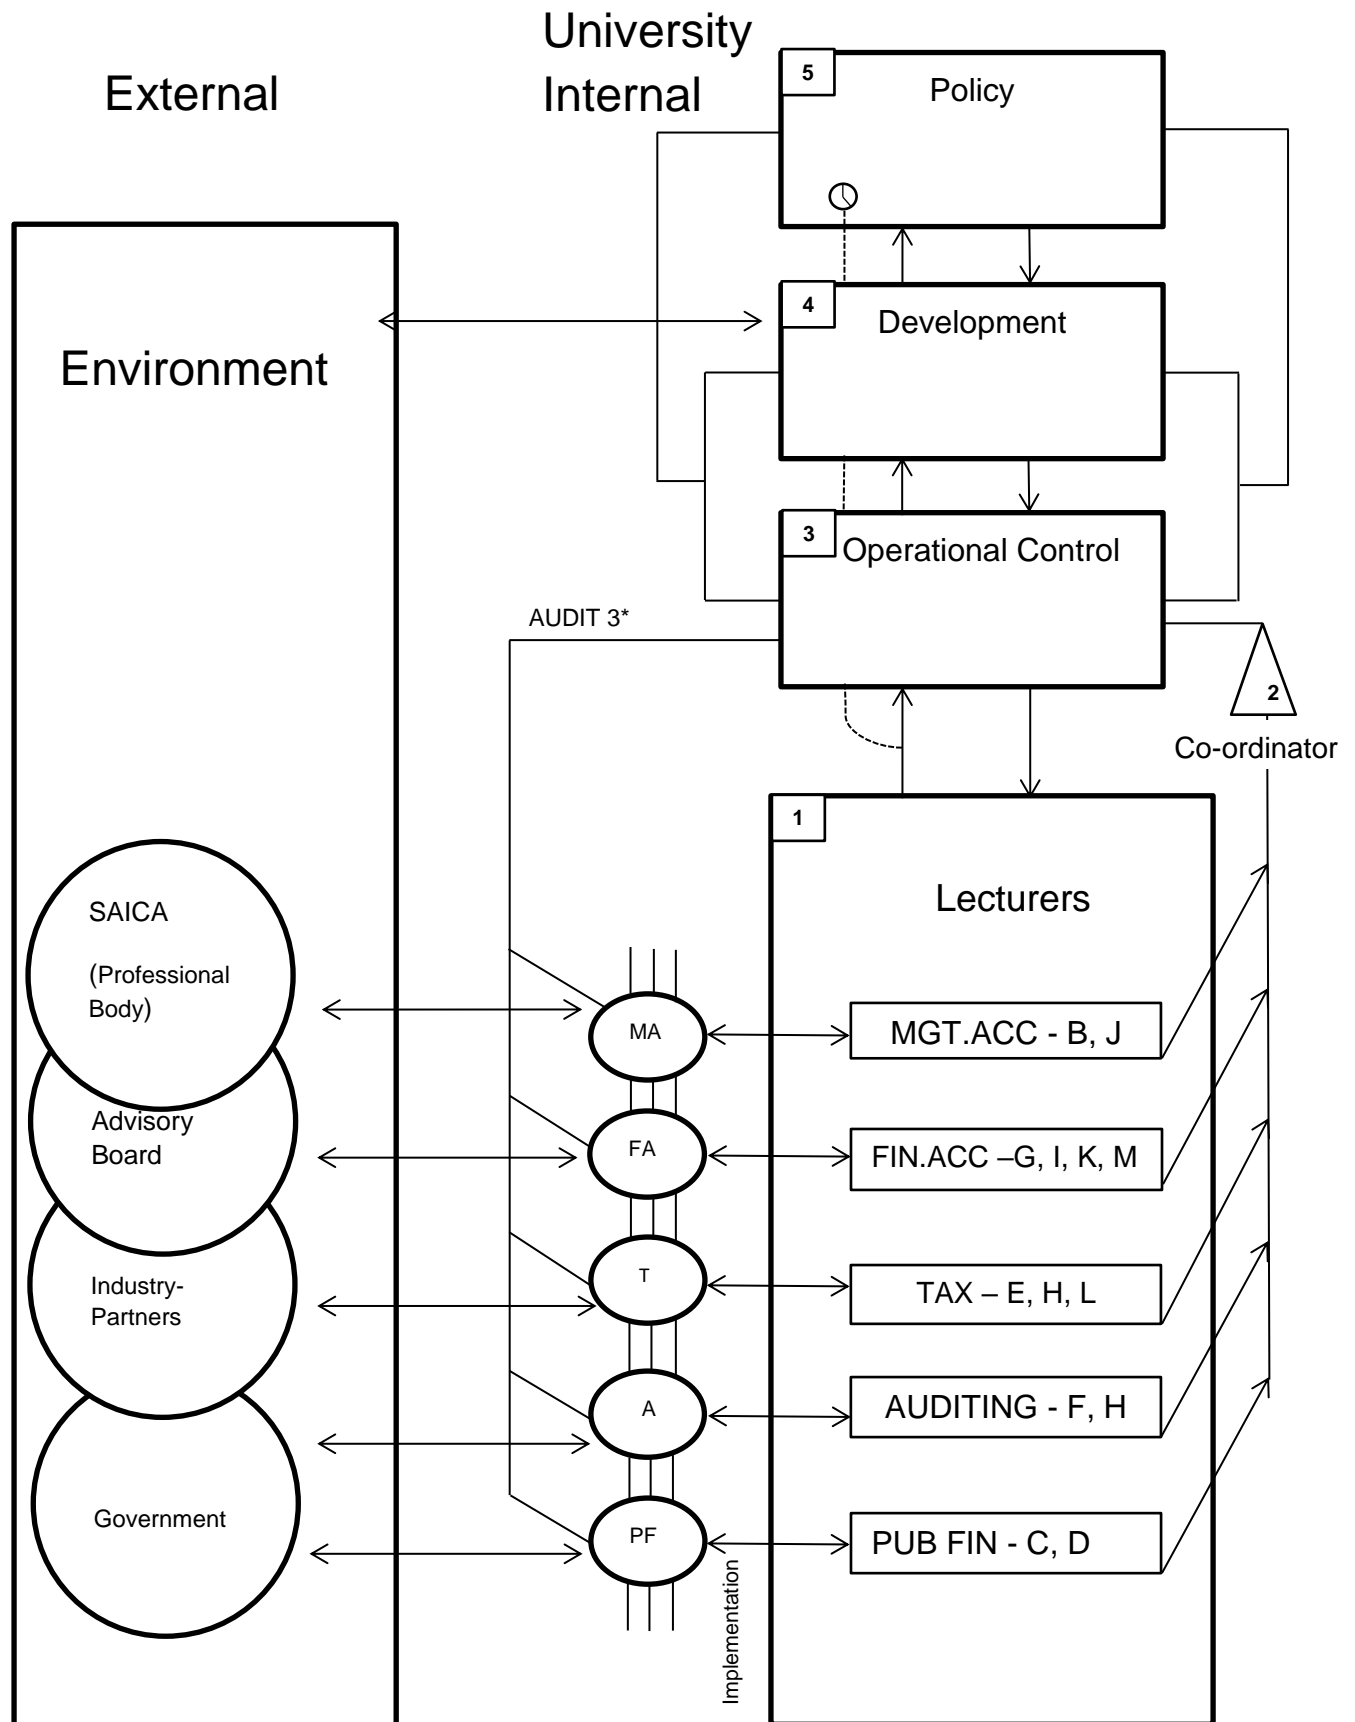 University
Internal
External
5
Policy
4
Development
Environment
3
Operational Control
AUDIT 3*
2
Co-ordinator
1
Lecturers
SAICA
(Professional
Body)
MA
MGT.ACC - B, J
Advisory
Board
FA
FIN.ACC –G, I, K, M
Industry-
Partners
T
TAX – E, H, L
A
AUDITING - F, H
Government
PF
PUB FIN - C, D
Implementation